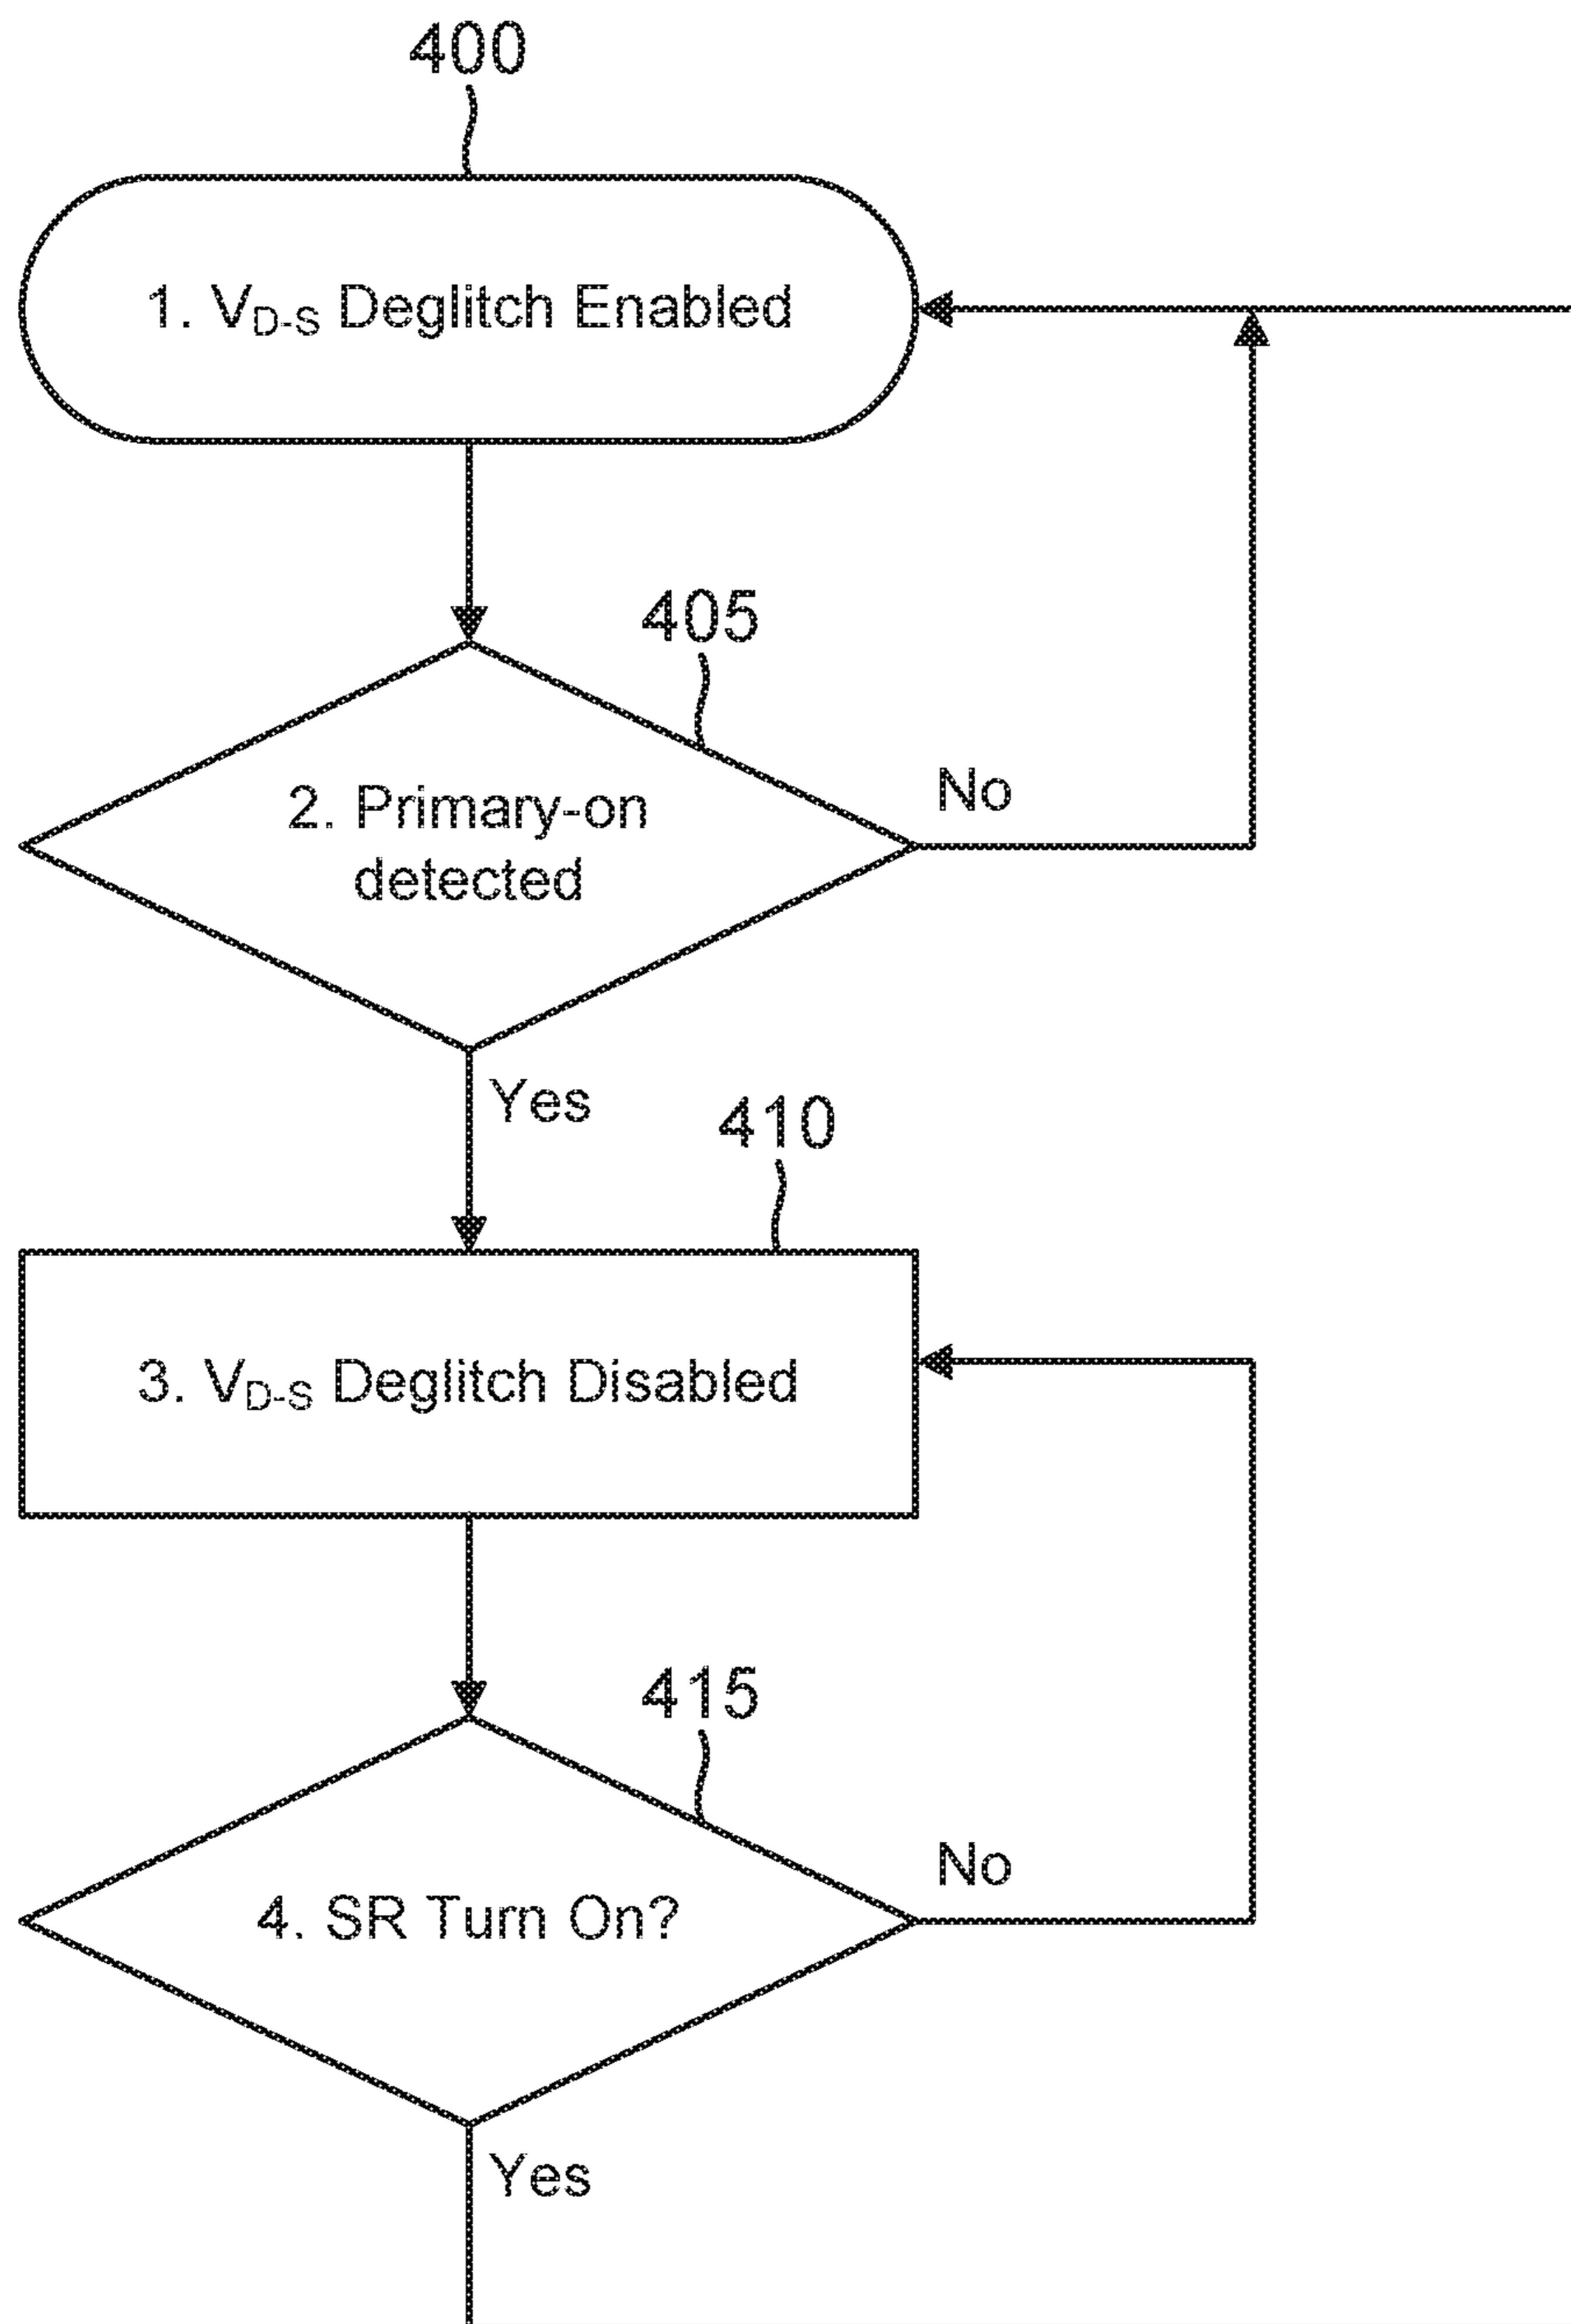 400
1. VD-S Deglitch Enabled
405
2. Primary-on
detected
No
Yes
410
3. VD-S Deglitch Disabled
415
4. SR Turn On?
No
Yes